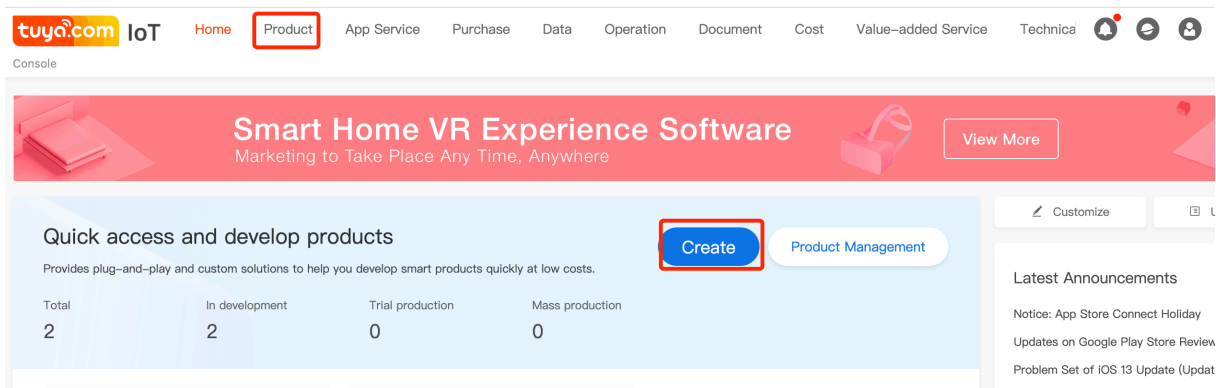 tuya.com IoT Home Product App Service Purchase Data Operation Document Cost Value-added Service Technica
Console
Smart Home VR Experience Software
Marketing to Take Place Any Time, Anywhere
View More
Quick access and develop products
Provides plug-and-play and custom solutions to help you develop smart products quickly at low costs.
Create
Product Management
Total In development Trial production Mass production
2 2 0 0
Customize
Latest Announcements
Notice: App Store Connect Holiday
Updates on Google Play Store Review
Problem Set of iOS 13 Update (Updat